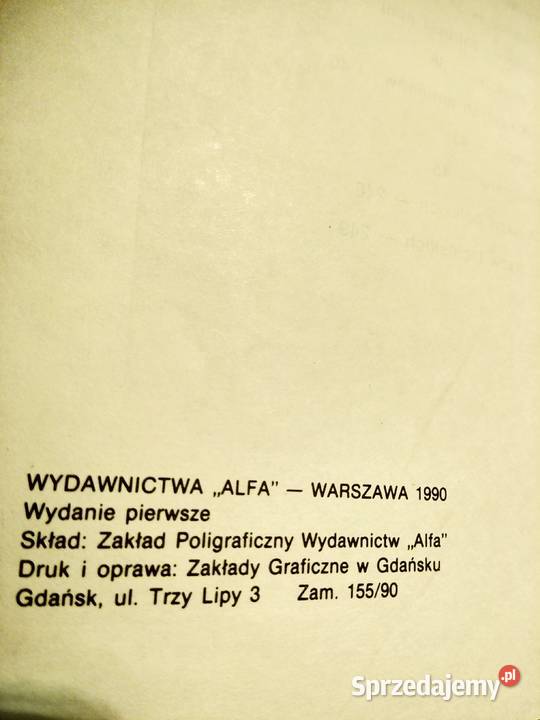 WYDAWNICTWA „ALFA” — WARSZAWA 1990
Wydanie pierwsze
Skład: Zakład Poligraficzny Wydawnictw „Alfa”
Druk i oprawa: Zakłady Graficzne w Gdańsku
Gdańsk, ul. Trzy Lipy 3 Zam. 155/90
Sprzedajemy.pl